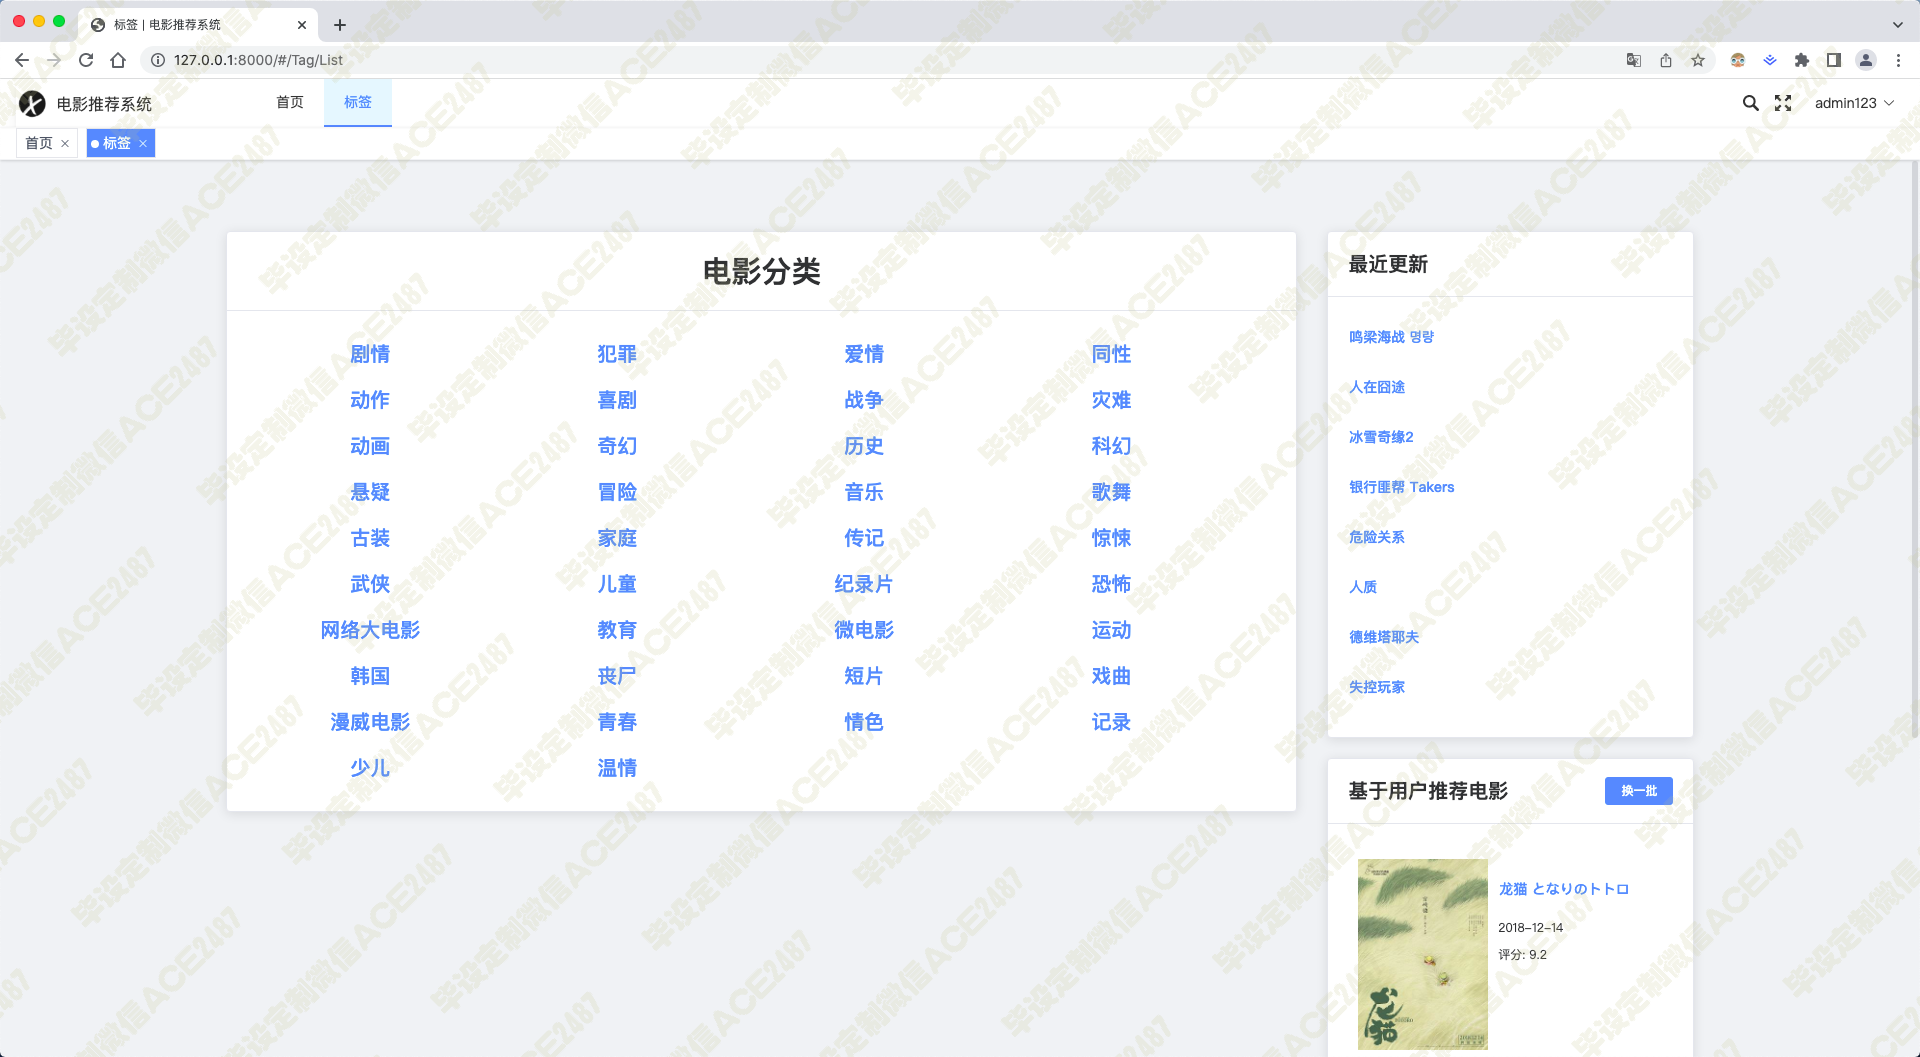 标签 | 电影推荐系统
127.0.0.1:8000/#/Tag/List
电影推荐系统
首页
标签
admin123
首页
标签
电影分类
剧情 犯罪 爱情 同性
动作 喜剧 战争 灾难
动画 奇幻 历史 科幻
悬疑 冒险 音乐 歌舞
古装 家庭 传记 惊悚
武侠 儿童 纪录片 恐怖
网络大电影 教育 微电影 运动
韩国 丧尸 短片 戏曲
漫威电影 青春 情色 记录
少儿 温情
最近更新
鸣梁海战 명량
人在囧途
冰雪奇缘2
银行匪帮 Takers
危险关系
人质
德维塔耶夫
失控玩家
基于用户推荐电影
换一批
龙猫 となりのトトロ
2018-12-14
评分: 9.2
龙猫
毕设定制微信ACE2487